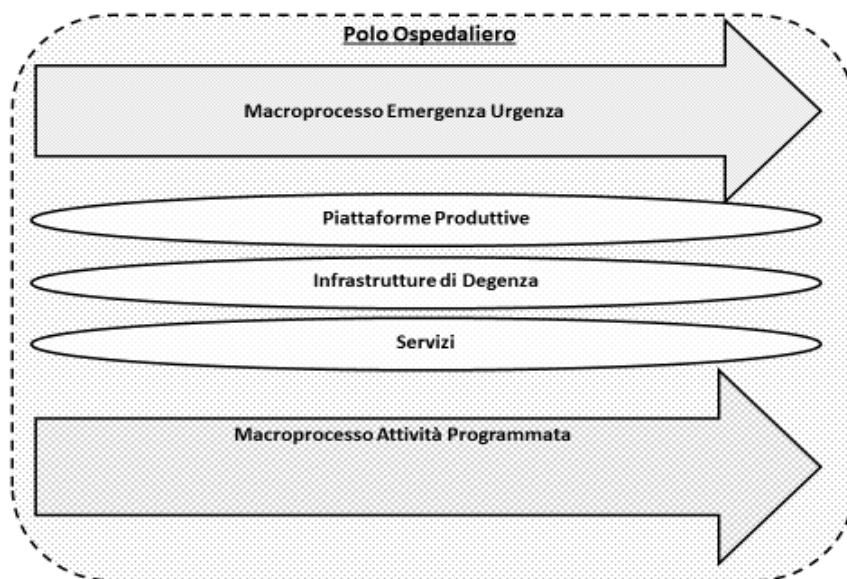 Polo Ospedaliero
Macroprocesso Emergenza Urgenza
Piattaforme Produttive
Infrastrutture di Degenza
Servizi
Macroprocesso Attività Programmata